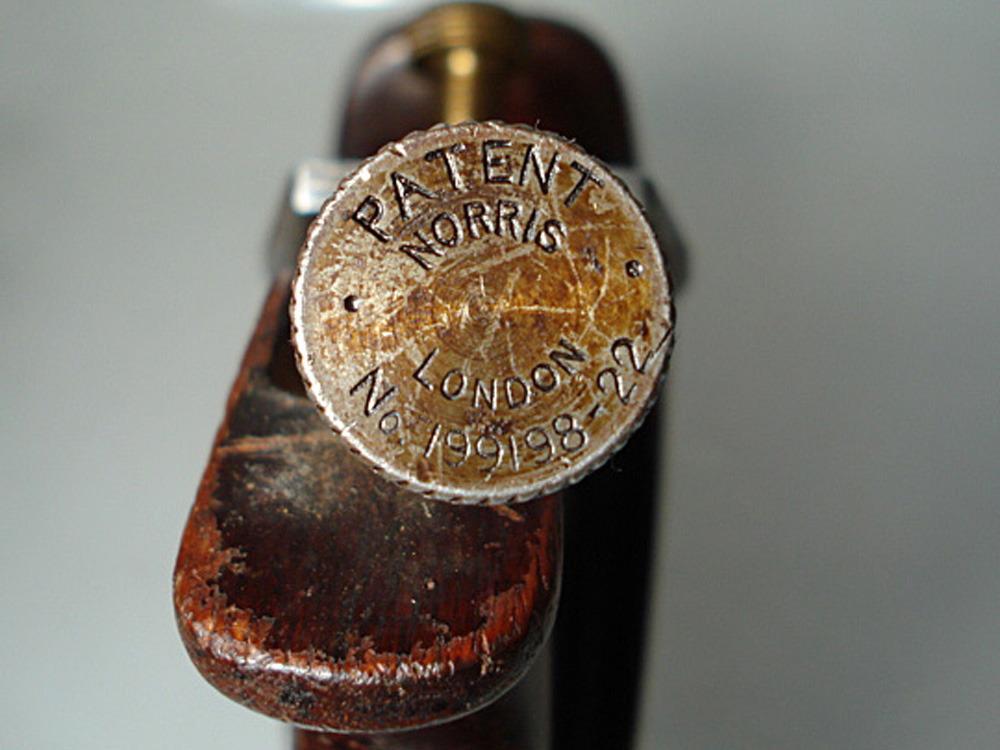 PATENT
NORRIS
LONDON
No. 199198-22